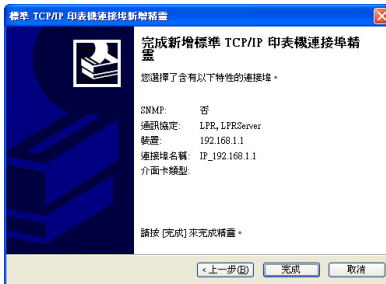 標準 TCP/IP 印表機連接埠新增精靈
完成新增標準 TCP/IP 印表機連接埠精
靈
您選擇了含有以下特性的連接埠。
SNMP: 否
通訊協定: LPR, LPRServer
裝置: 192.168.1.1
連接埠名稱: IP_192.168.1.1
介面卡類型:
請按 [完成] 來完成精靈。
<上一步(B) 完成 取消